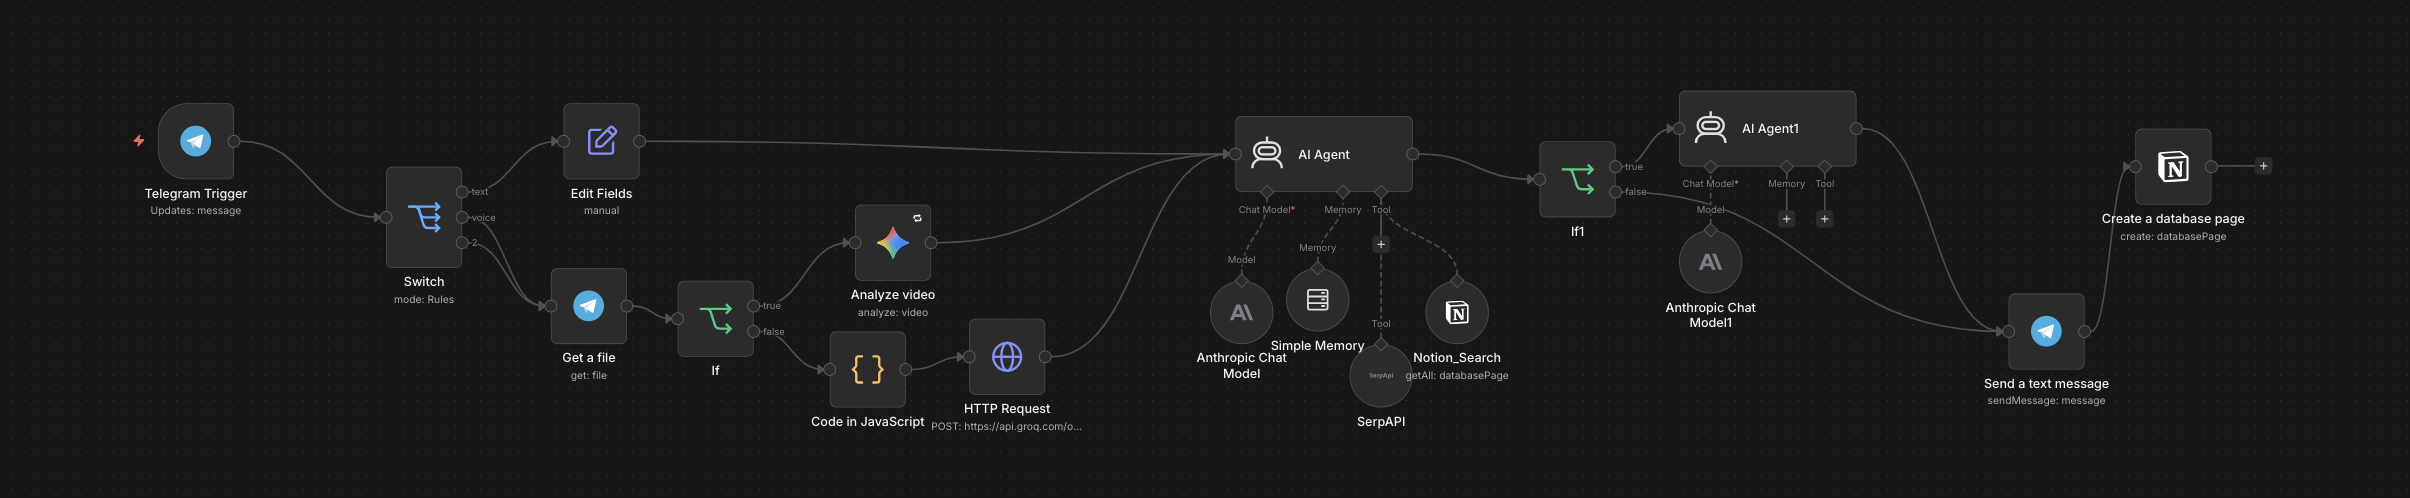 Telegram Trigger
Updates: message
Switch
mode: Rules
text
voice
2
Edit Fields
manual
Get a file
get: file
If
true
false
Analyze video
analyze: video
Code in JavaScript
HTTP Request
POST: https://api.groq.com/o...
AI Agent
Chat Model*
Memory
Tool
Model
Anthropic Chat
Model
Memory
Simple Memory
Tool
SerpApi
SerpAPI
Notion_Search
getAll: databasePage
If1
true
false
AI Agent1
Chat Model*
Memory
Tool
Model
Anthropic Chat
Model1
Send a text message
sendMessage: message
Create a database page
create: databasePage